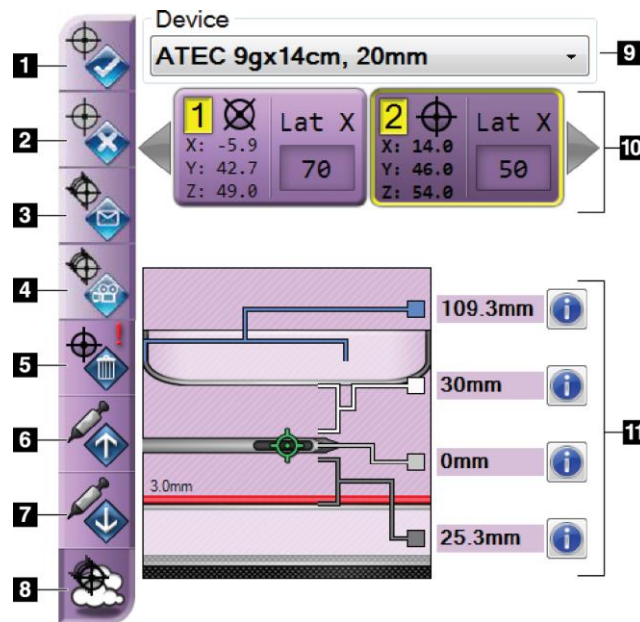 Device
1
ATEC 9gx14cm, 20mm
9
2
1 Lat X
X: -5.9
Y: 42.7
Z: 49.0
70
2 Lat X
X: 14.0
Y: 46.0
Z: 54.0
50
10
3
4
109.3mm
5
!
30mm
6
11
0mm
7
3.0mm
25.3mm
8
i
i
i
i